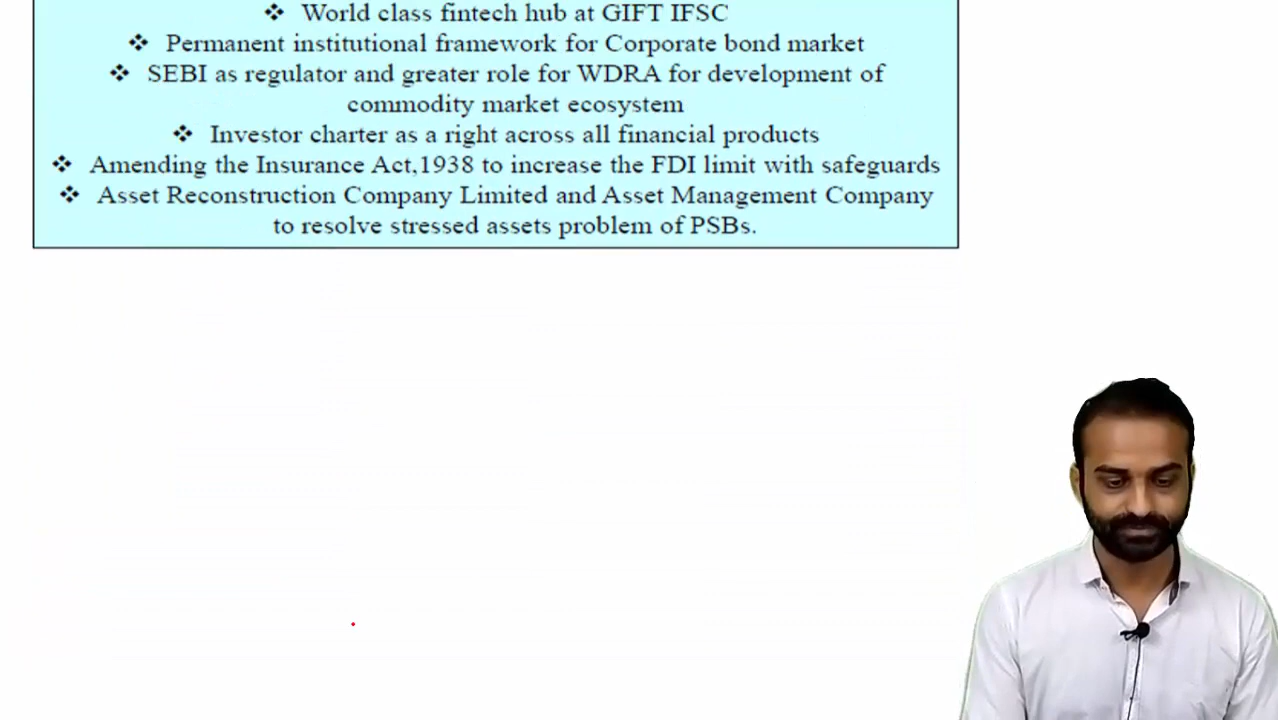 ❖ World class fintech hub at GIFT IFSC
❖ Permanent institutional framework for Corporate bond market
❖ SEBI as regulator and greater role for WDRA for development of
commodity market ecosystem
❖ Investor charter as a right across all financial products
❖ Amending the Insurance Act,1938 to increase the FDI limit with safeguards
❖ Asset Reconstruction Company Limited and Asset Management Company
to resolve stressed assets problem of PSBs.